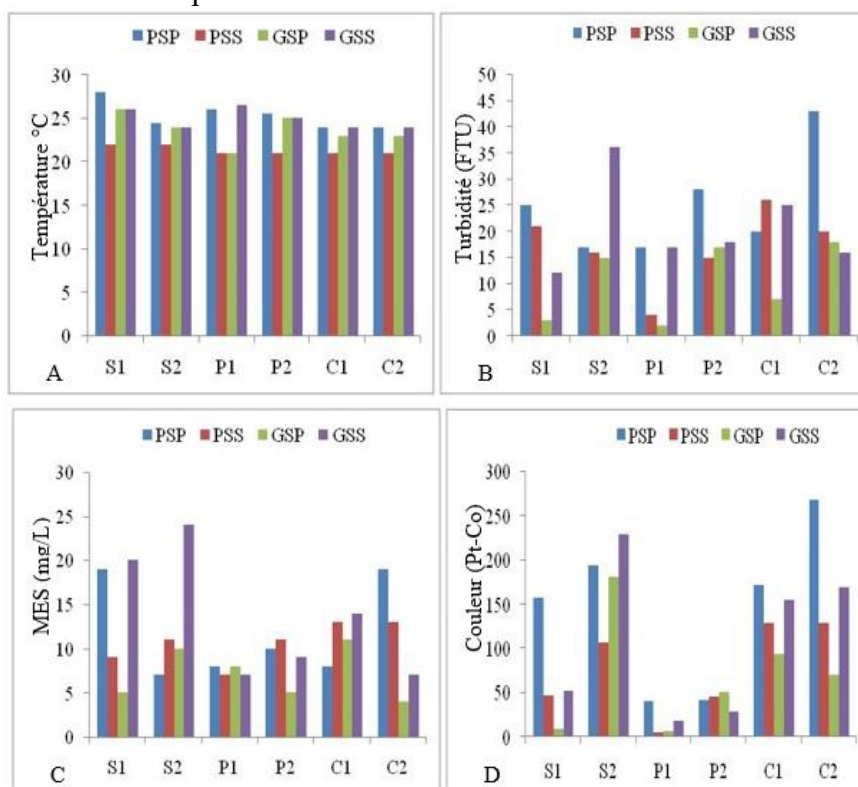 PSP PSS GSP GSS
Température °C
30
25
20
15
10
5
0
S1 S2 P1 P2 C1 C2
A
PSP PSS GSP GSS
Turbidité (FTU)
50
45
40
35
30
25
20
15
10
5
0
S1 S2 P1 P2 C1 C2
B
PSP PSS GSP GSS
MES (mg/L)
30
25
20
15
10
5
0
S1 S2 P1 P2 C1 C2
C
PSP PSS GSP GSS
Couleur (Pt-Co)
300
250
200
150
100
50
0
S1 S2 P1 P2 C1 C2
D